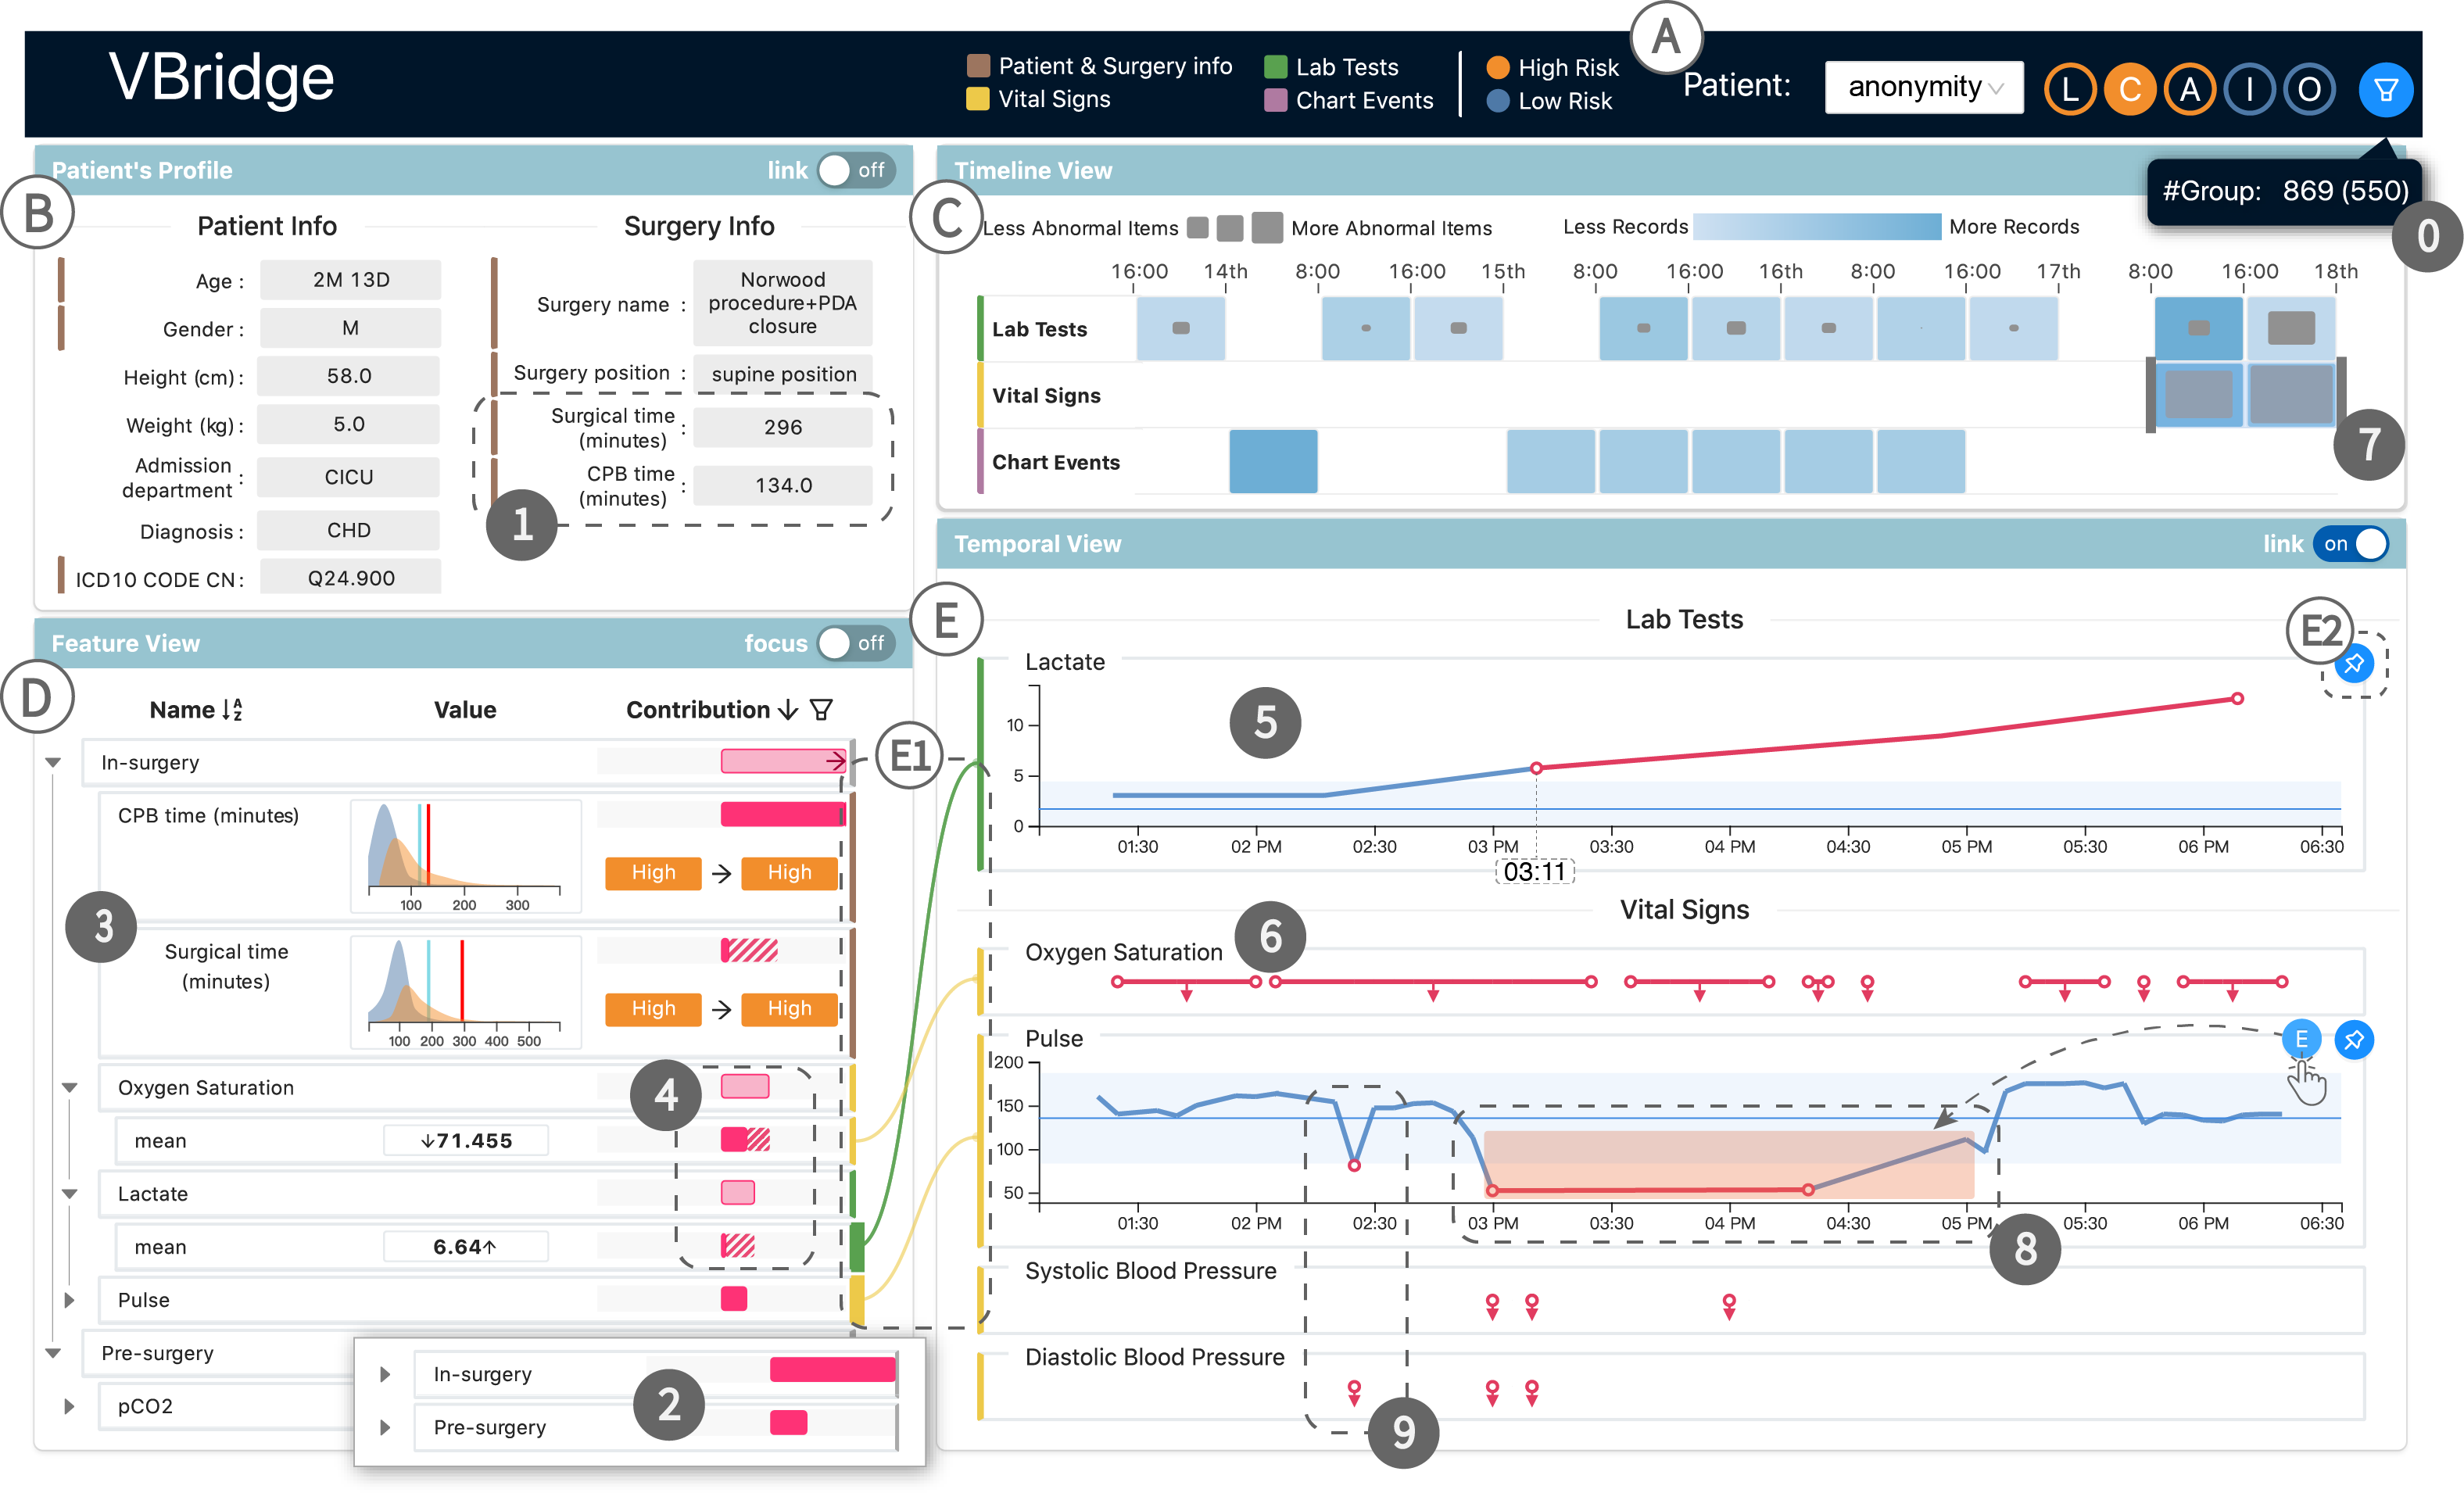 A
VBridge
Patient & Surgery info
Lab Tests
High Risk
Vital Signs
Chart Events
Low Risk
Patient:
anonymity
L C A I O
#Group: 869 (550)
0
Patient's Profile
link off
B
Patient Info
Surgery Info
Age :
2M 13D
Gender :
M
Height (cm) :
58.0
Weight (kg) :
5.0
Admission
department :
CICU
Diagnosis :
CHD
ICD10 CODE CN :
Q24.900
Surgery name :
Norwood
procedure+PDA
closure
Surgery position :
supine position
Surgical time
(minutes) :
296
CPB time
(minutes) :
134.0
1
Timeline View
C
Less Abnormal Items
More Abnormal Items
Less Records
More Records
16:00 14th 8:00 16:00 15th 8:00 16:00 16th 8:00 16:00 17th 8:00 16:00 18th
Lab Tests
Vital Signs
Chart Events
7
Feature View
focus off
D
Name
A
Z
Value
Contribution
In-surgery
CPB time (minutes)
100 200 300
High → High
3
Surgical time
(minutes)
100 200 300 400 500
High → High
4
Oxygen Saturation
mean
↓71.455
Lactate
mean
6.64↑
Pulse
Pre-surgery
pCO2
In-surgery
2
Pre-surgery
Temporal View
link on
E
E1
E2
Lab Tests
Lactate
5
10
5
0
01:30 02 PM 02:30 03 PM 03:30 04 PM 04:30 05 PM 05:30 06 PM 06:30
03:11
Vital Signs
Oxygen Saturation
6
Pulse
E
200
150
100
50
01:30 02 PM 02:30 03 PM 03:30 04 PM 04:30 05 PM 05:30 06 PM 06:30
8
Systolic Blood Pressure
Diastolic Blood Pressure
9